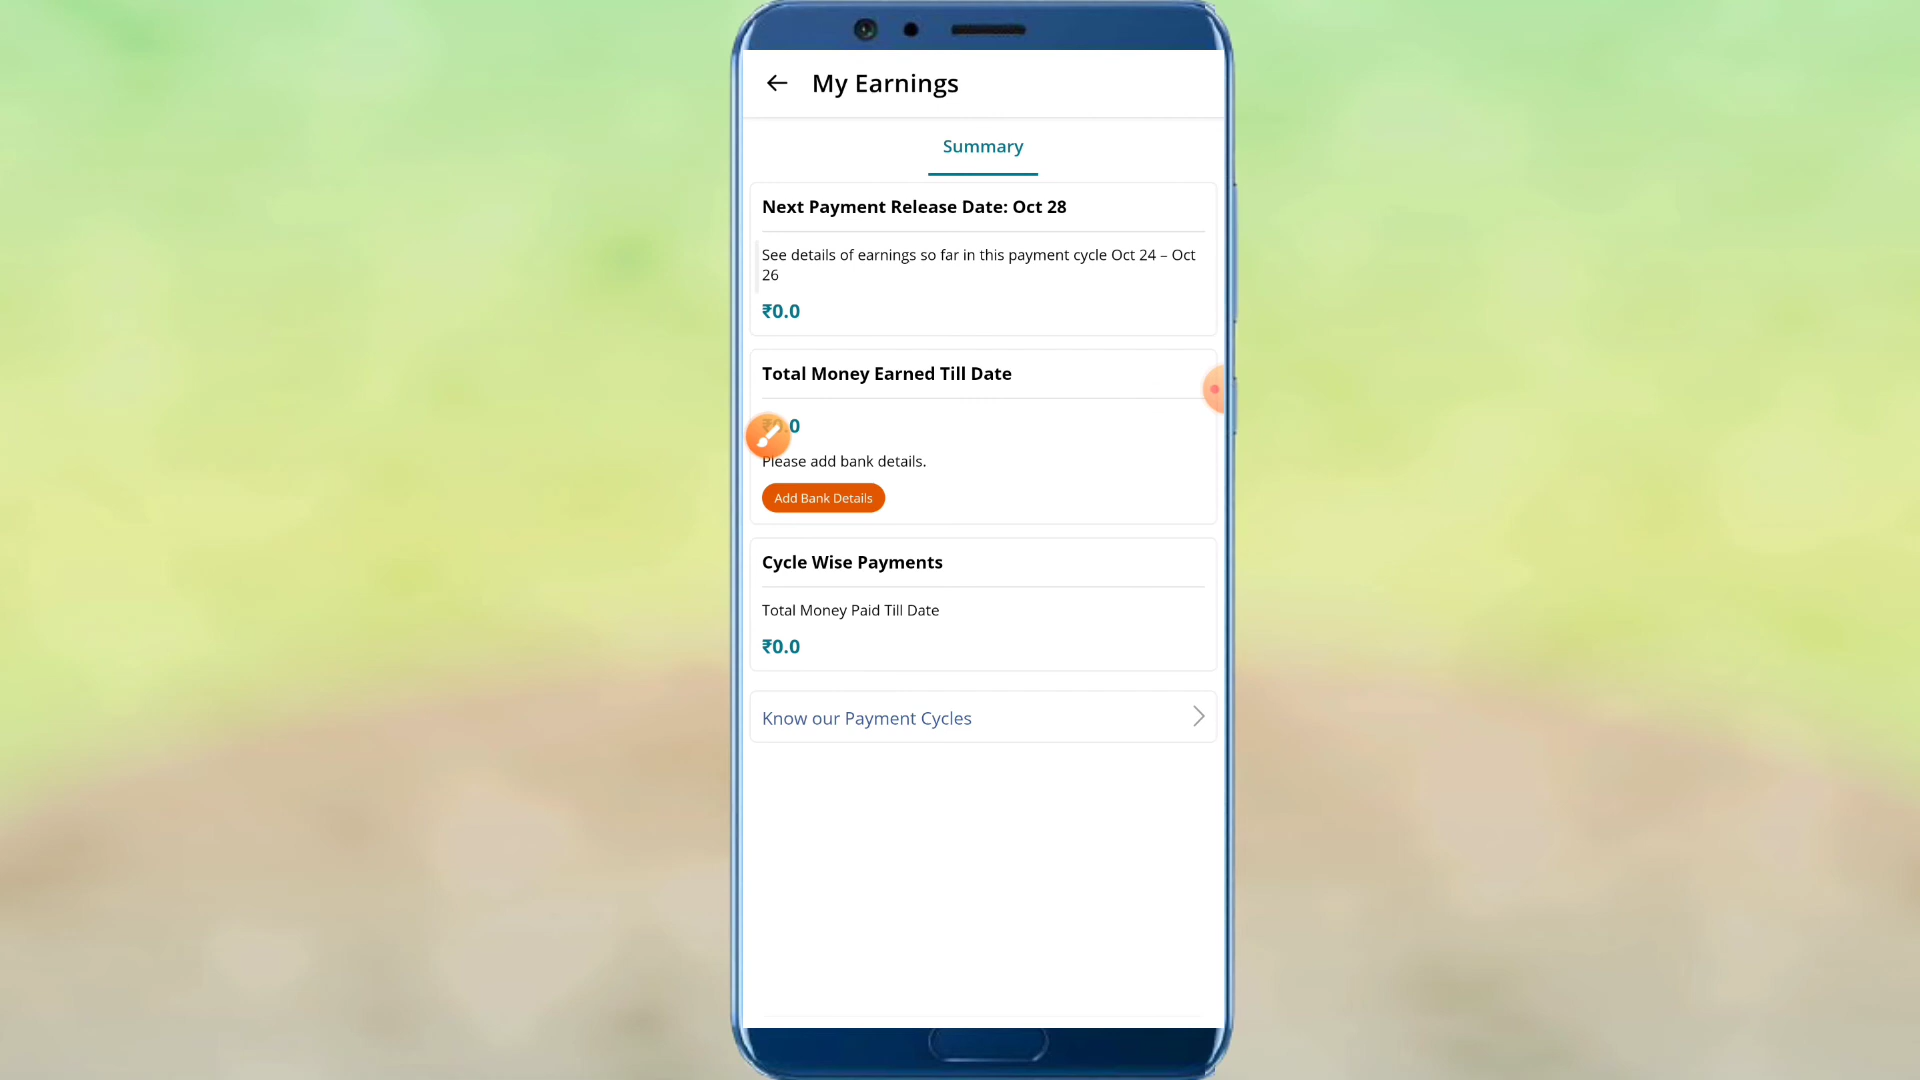 My Earnings
Summary
Next Payment Release Date: Oct 28
See details of earnings so far in this payment cycle Oct 24 – Oct
26
₹0.0
Total Money Earned Till Date
₹0.0
Please add bank details.
Add Bank Details
Cycle Wise Payments
Total Money Paid Till Date
₹0.0
Know our Payment Cycles